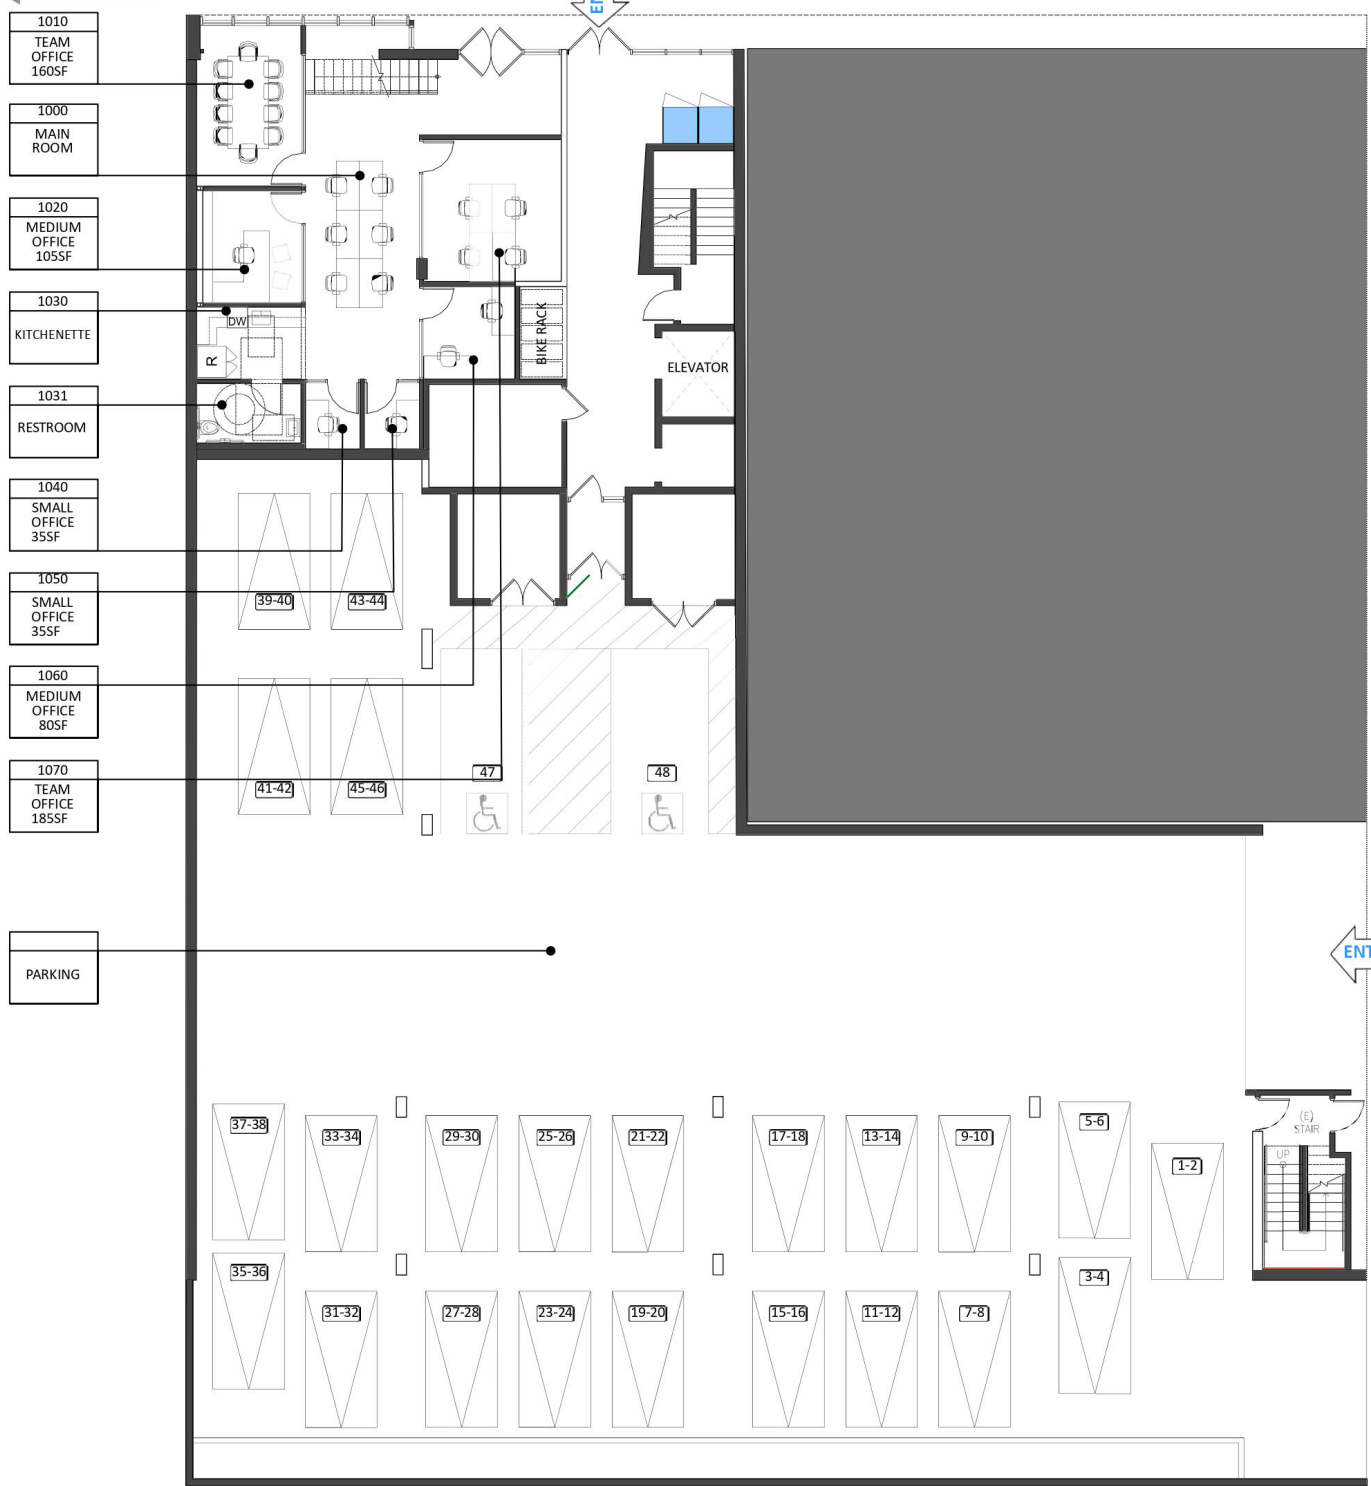 EN
1010
TEAM
OFFICE
160SF
1000
MAIN
ROOM
1020
MEDIUM
OFFICE
105SF
1030
KITCHENETTE
1031
RESTROOM
1040
SMALL
OFFICE
35SF
1050
SMALL
OFFICE
35SF
1060
MEDIUM
OFFICE
80SF
1070
TEAM
OFFICE
185SF
PARKING
DW
R
BIKE RACK
ELEVATOR
39-40
43-44
41-42
45-46
47
48
ENT
37-38
33-34
29-30
25-26
21-22
17-18
13-14
9-10
5-6
1-2
(E)
STAIR
UP
35-36
31-32
27-28
23-24
19-20
15-16
11-12
7-8
3-4